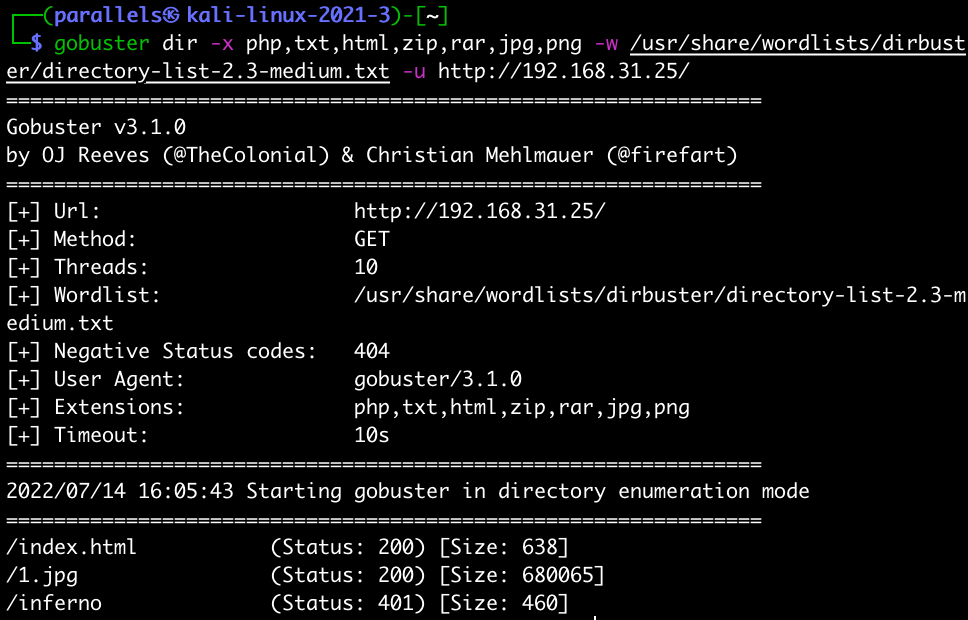 ┌──(parallels㉿kali-linux-2021-3)-[~]
└─$ gobuster dir -x php,txt,html,zip,rar,jpg,png -w /usr/share/wordlists/dirbust
er/directory-list-2.3-medium.txt -u http://192.168.31.25/
===============================================================
Gobuster v3.1.0
by OJ Reeves (@TheColonial) & Christian Mehlmauer (@firefart)
===============================================================
[+] Url:                     http://192.168.31.25/
[+] Method:                  GET
[+] Threads:                 10
[+] Wordlist:                /usr/share/wordlists/dirbuster/directory-list-2.3-m
edium.txt
[+] Negative Status codes:   404
[+] User Agent:              gobuster/3.1.0
[+] Extensions:              php,txt,html,zip,rar,jpg,png
[+] Timeout:                 10s
===============================================================
2022/07/14 16:05:43 Starting gobuster in directory enumeration mode
===============================================================
/index.html           (Status: 200) [Size: 638]
/1.jpg                (Status: 200) [Size: 680065]
/inferno              (Status: 401) [Size: 460]